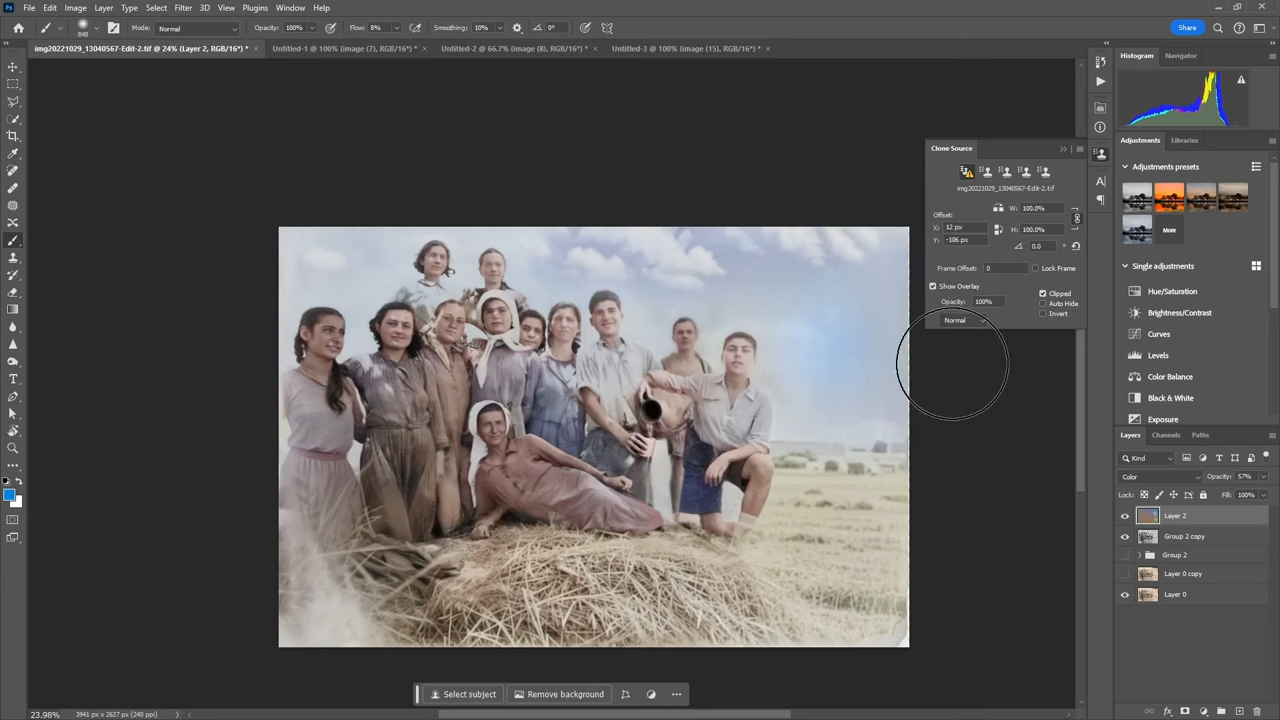 Ps File Edit Image Layer Type Select Filter 3D View Plugins Window Help
848 Mode: Normal Opacity: 100% Flow: 8% Smoothing: 10% 0° Share
img20221029_13040567-Edit-2.tif @ 24% (Layer 2, RGB/16*) * × Untitled-1 @ 100% (image (7), RGB/16*) * × Untitled-2 @ 66.7% (image (8), RGB/16*) * × Untitled-3 @ 100% (image (15), RGB/16*) * ×
Histogram Navigator
Adjustments Libraries
Clone Source
Adjustments presets
img20221029_13040567-Edit-2.tif
W: 100.0%
Offset:
X: 12 px
H: 100.0%
Y: -106 px
More
0.0 °
Frame Offset: 0 Lock Frame
Single adjustments
Show Overlay
Clipped
Opacity: 100%
Auto Hide
Invert
Normal
Hue/Saturation
Brightness/Contrast
Curves
Levels
Color Balance
Black & White
Exposure
Layers Channels Paths
Kind
Color Opacity: 57%
Lock: Fill: 100%
Layer 2
Group 2 copy
Group 2
Layer 0 copy
Layer 0
Select subject Remove background
23.98% 3941 px x 2627 px (240 ppi)